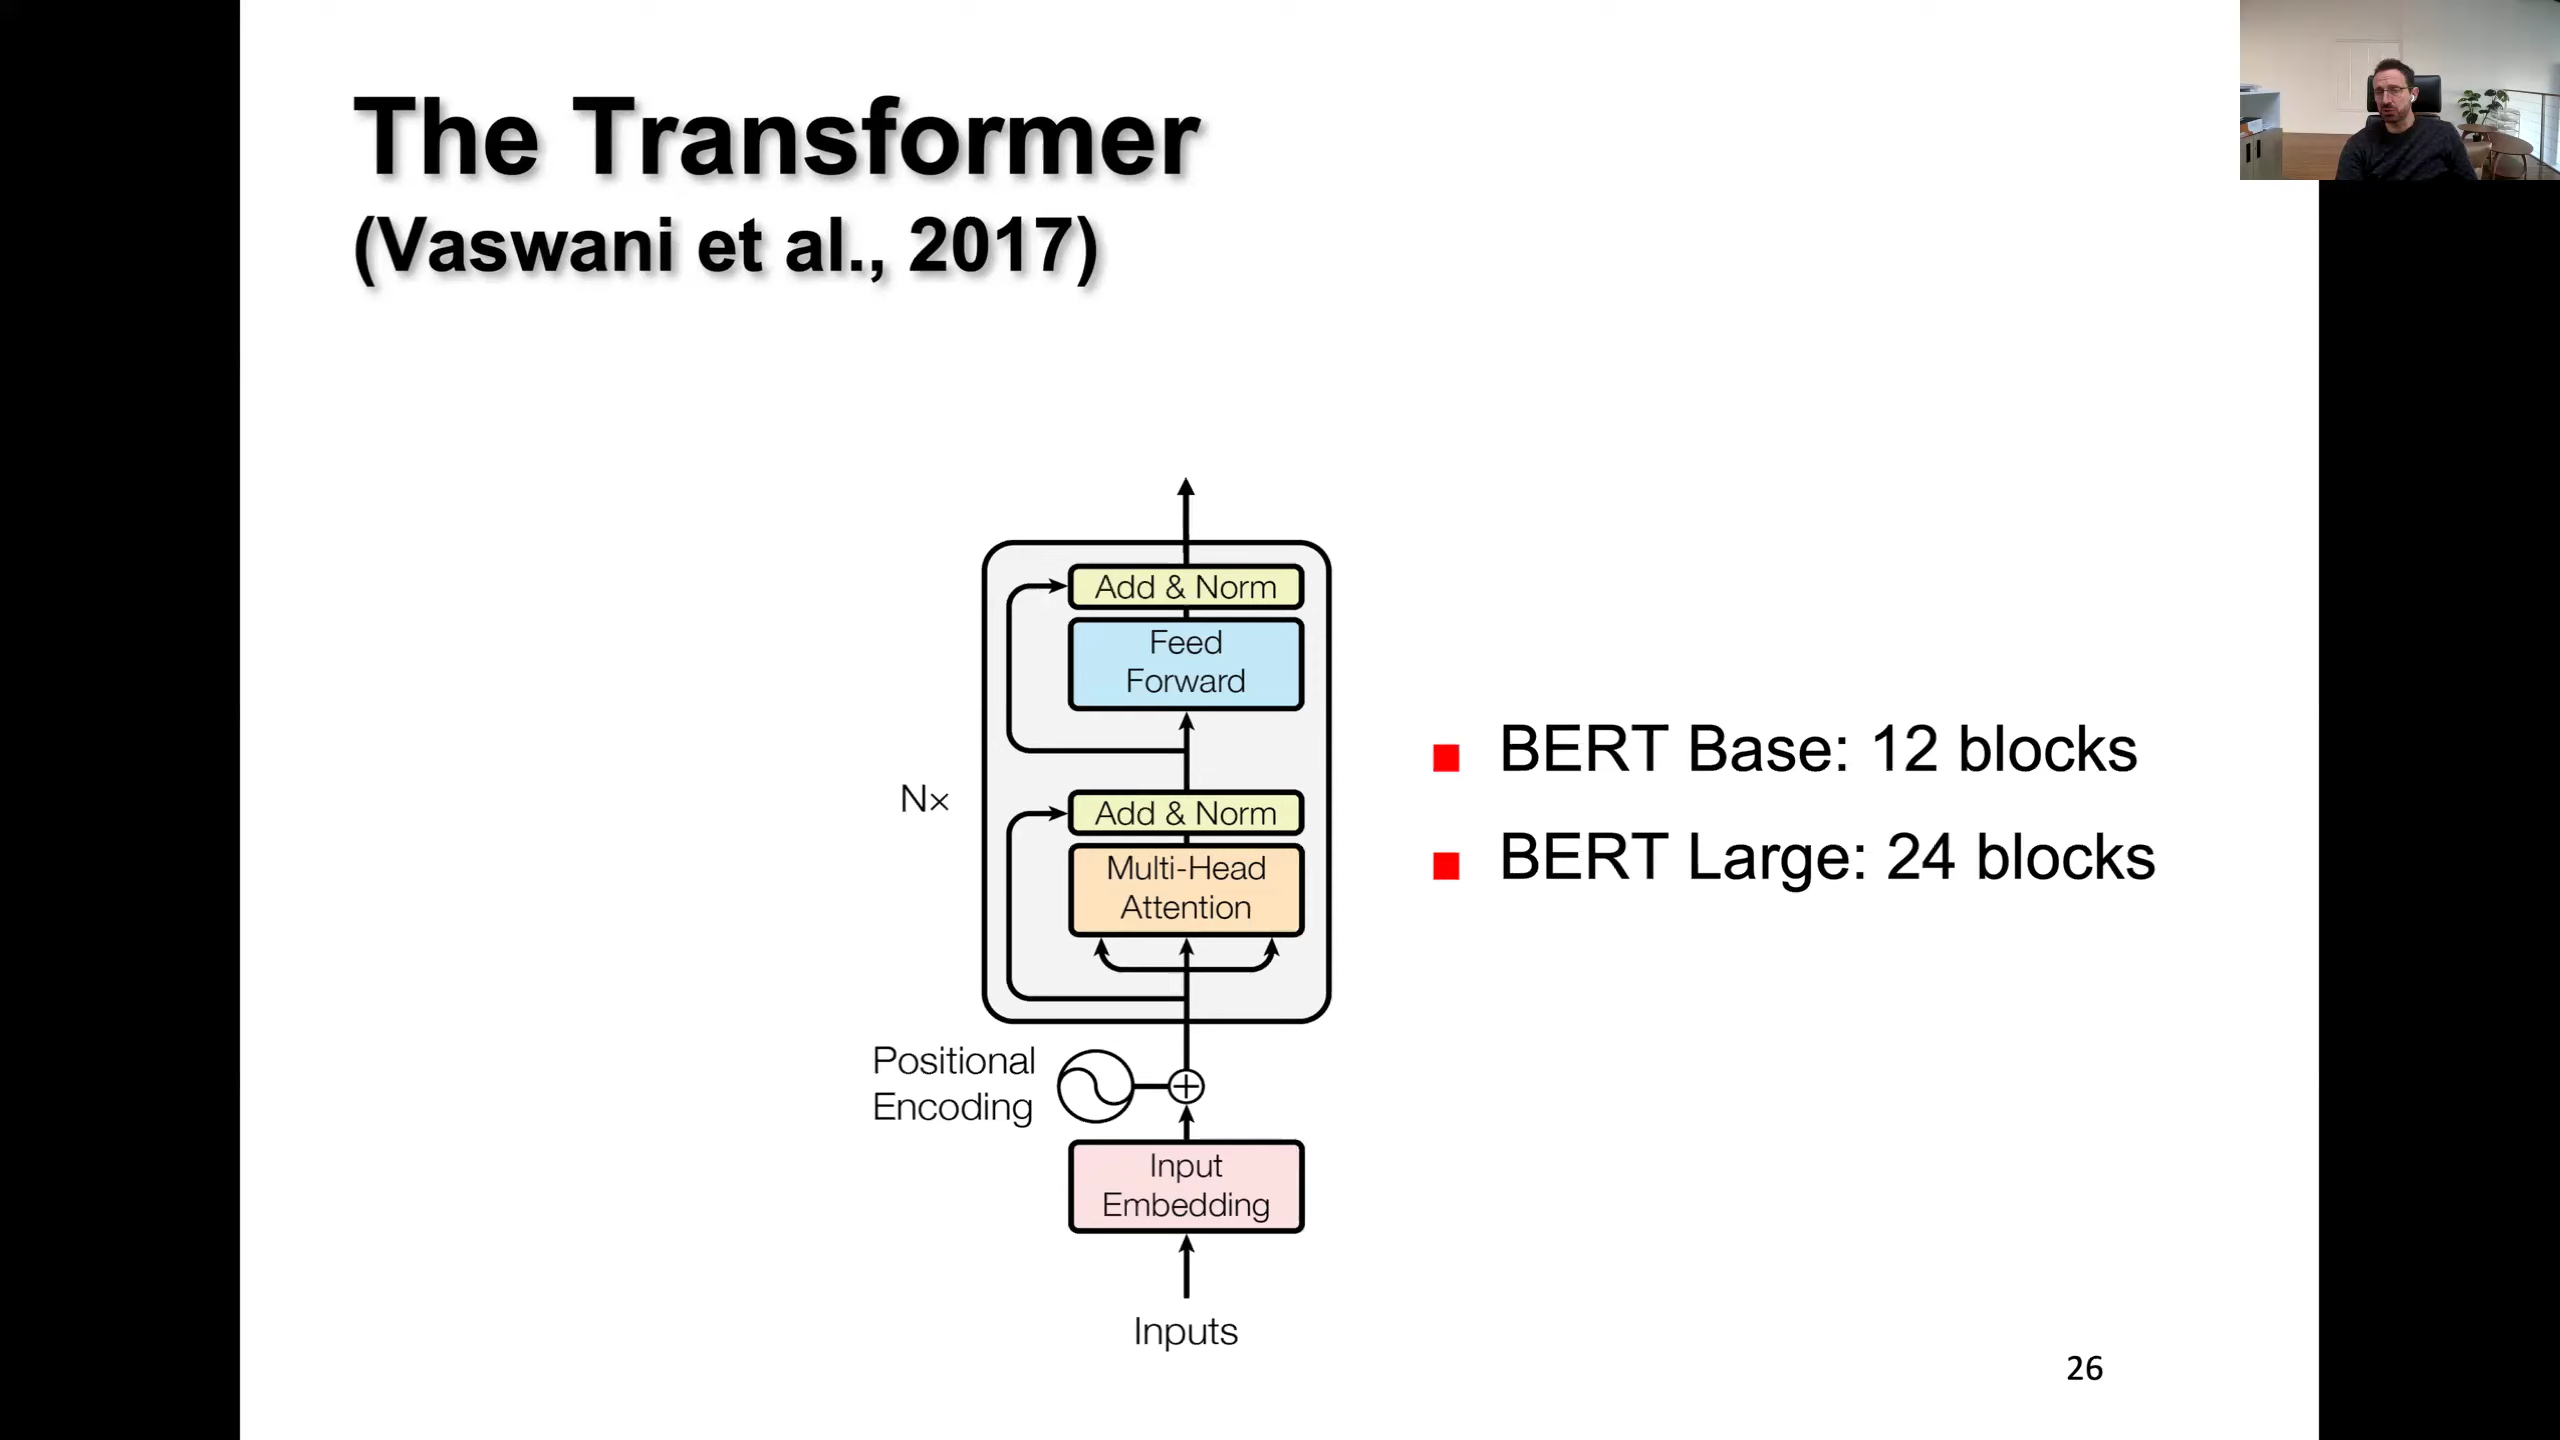 The Transformer
(Vaswani et al., 2017)
Add & Norm
Feed
Forward
N×
Add & Norm
Multi-Head
Attention
Positional
Encoding
Input
Embedding
Inputs
■ BERT Base: 12 blocks
■ BERT Large: 24 blocks
26